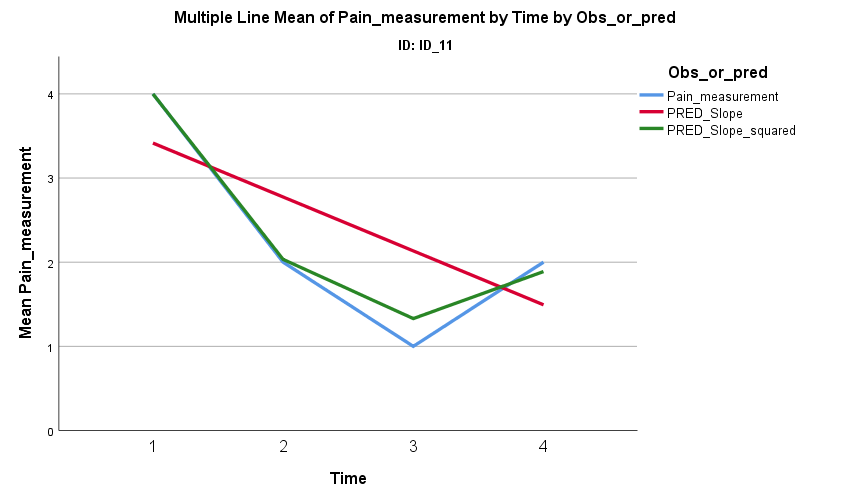 Multiple Line Mean of Pain_measurement by Time by Obs_or_pred
ID: ID_11
Obs_or_pred
Pain_measurement
PRED_Slope
PRED_Slope_squared
Mean Pain_measurement
4
3
2
1
0
1 2 3 4
Time